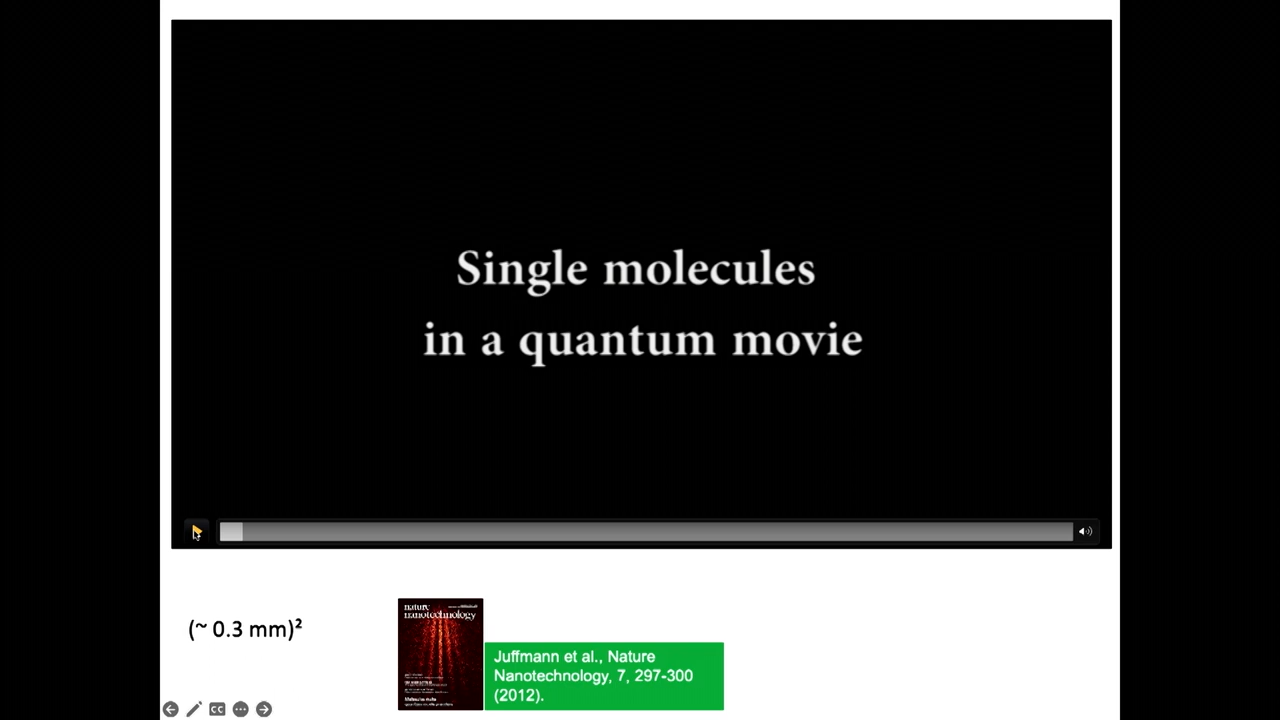 Single molecules
in a quantum movie
(~ 0.3 mm)²
nature
nanotechnology
Juffmann et al., Nature
Nanotechnology, 7, 297-300
(2012).
CC